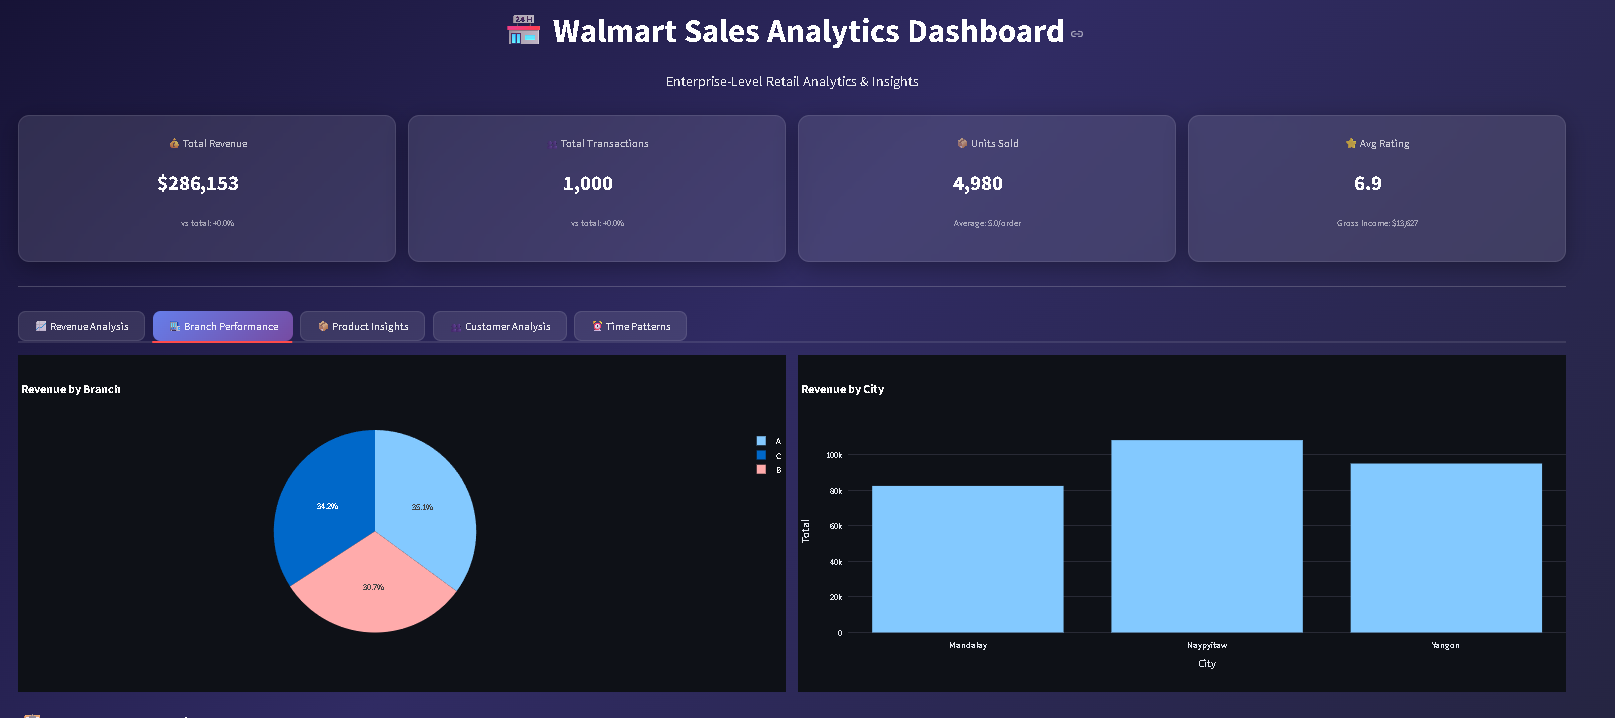 24 H
Walmart Sales Analytics Dashboard
Enterprise-Level Retail Analytics & Insights
Total Revenue
$286,153
vs total: +0.0%
Total Transactions
1,000
vs total: +0.0%
Units Sold
4,980
Average: 5.0/order
Avg Rating
6.9
Gross Income: $13,627
Revenue Analysis
Branch Performance
Product Insights
Customer Analysis
Time Patterns
Revenue by Branch
A
C
B
34.2%
35.1%
30.7%
Revenue by City
Total
100k
80k
60k
40k
20k
0
Mandalay
Naypyitaw
Yangon
City